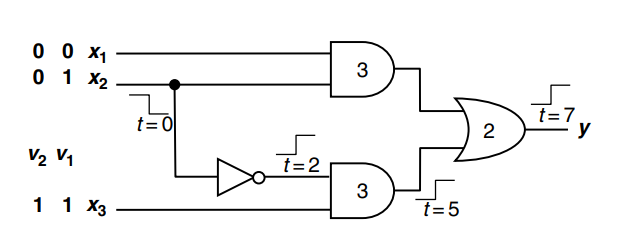 0 0 x₁
3
0 1 x₂
t=0
t=7
2
y
v₂ v₁
t=2
3
1 1 x₃
t=5